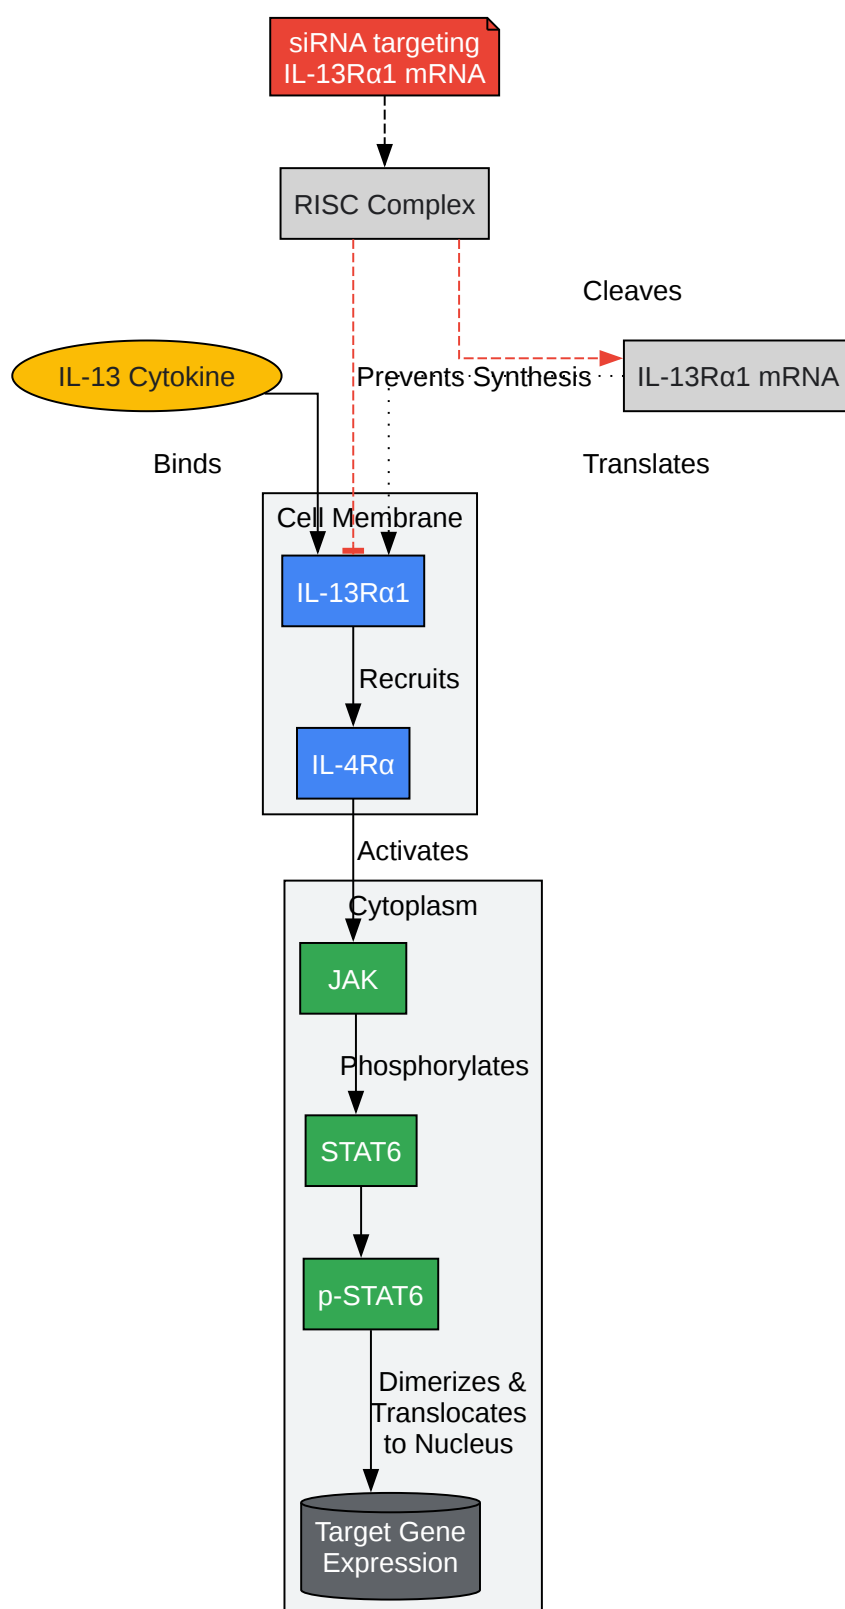 siRNA targeting
IL-13Rα1 mRNA
RISC Complex
Cleaves
IL-13 Cytokine
Prevents Synthesis
IL-13Rα1 mRNA
Binds
Translates
Cell Membrane
IL-13Rα1
Recruits
IL-4Rα
Activates
Cytoplasm
JAK
Phosphorylates
STAT6
p-STAT6
Dimerizes &
Translocates
to Nucleus
Target Gene
Expression